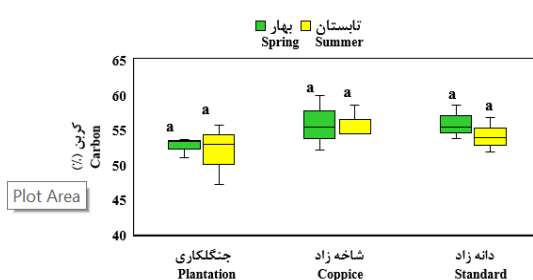 بهار تابستان
Spring Summer
65
60
55
50
45
40
کربن (٪)
Carbon
a a a a a a
Plot Area
جنگلکاری شاخه زاد دانه زاد
Plantation Coppice Standard